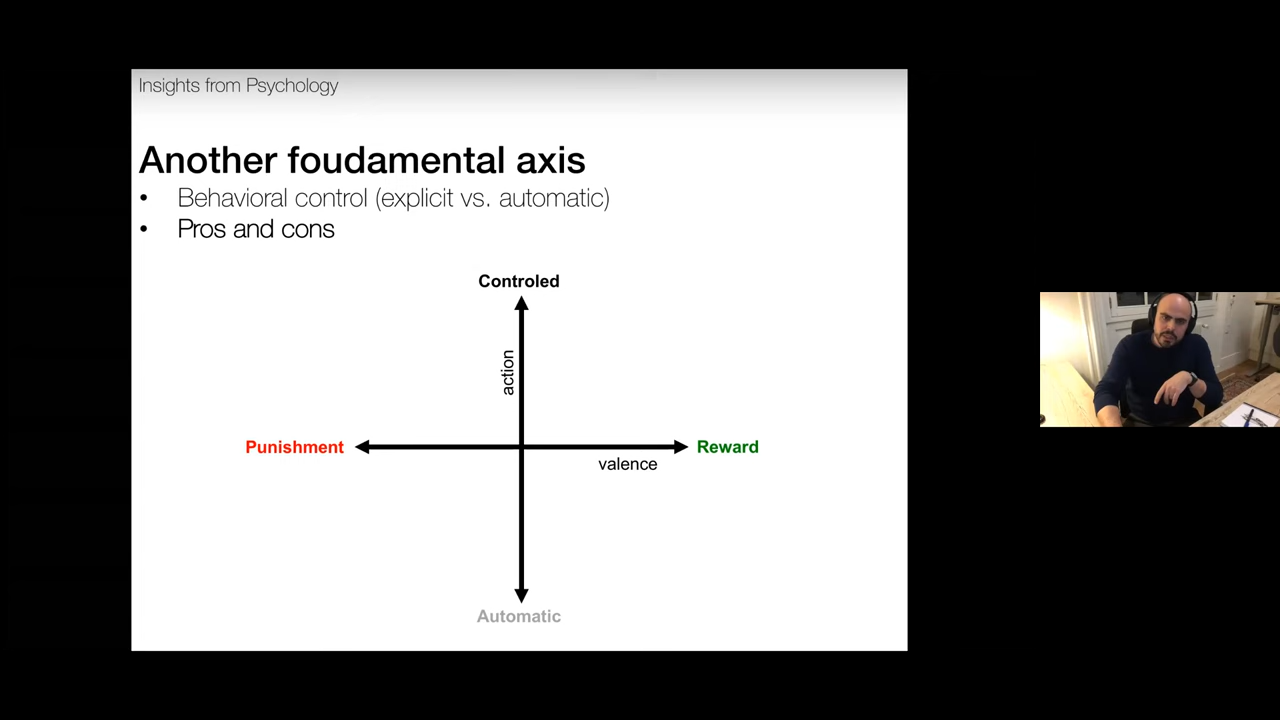 Insights from Psychology
Another foudamental axis
• Behavioral control (explicit vs. automatic)
• Pros and cons
Controled
action
Punishment
Reward
valence
Automatic